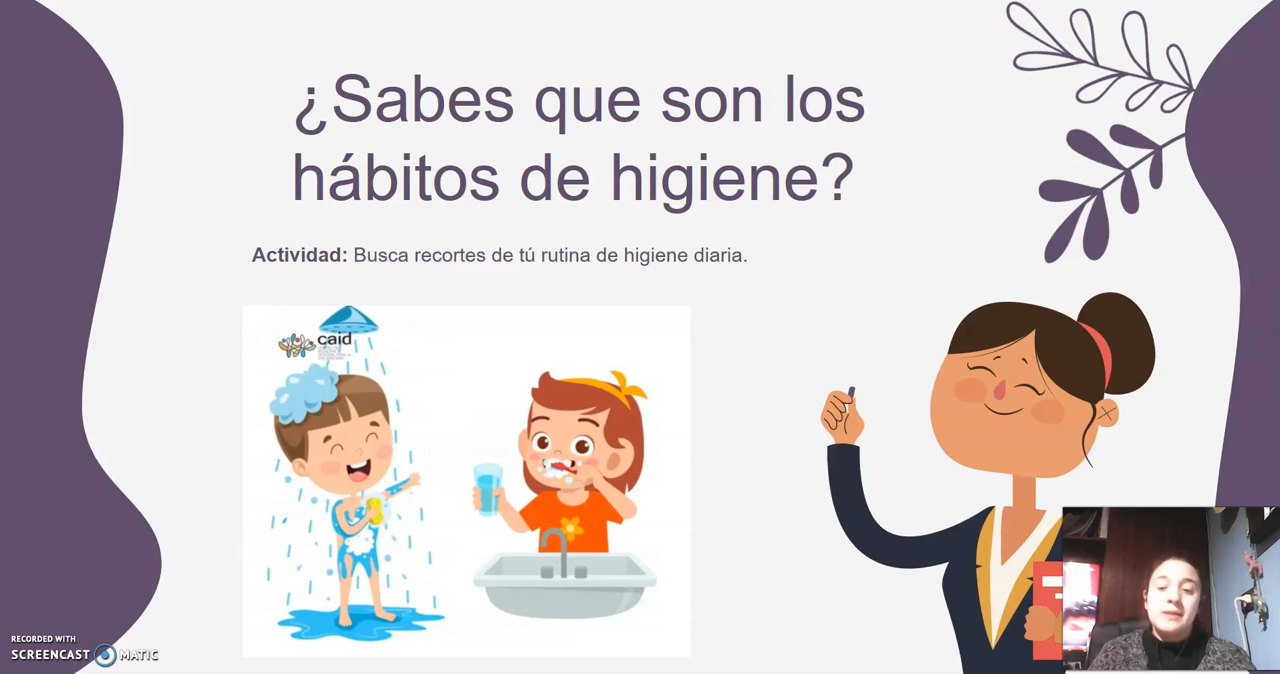 ¿Sabes que son los
hábitos de higiene?
Actividad: Busca recortes de tú rutina de higiene diaria.
caid
RECORDED WITH
SCREENCAST MATIC